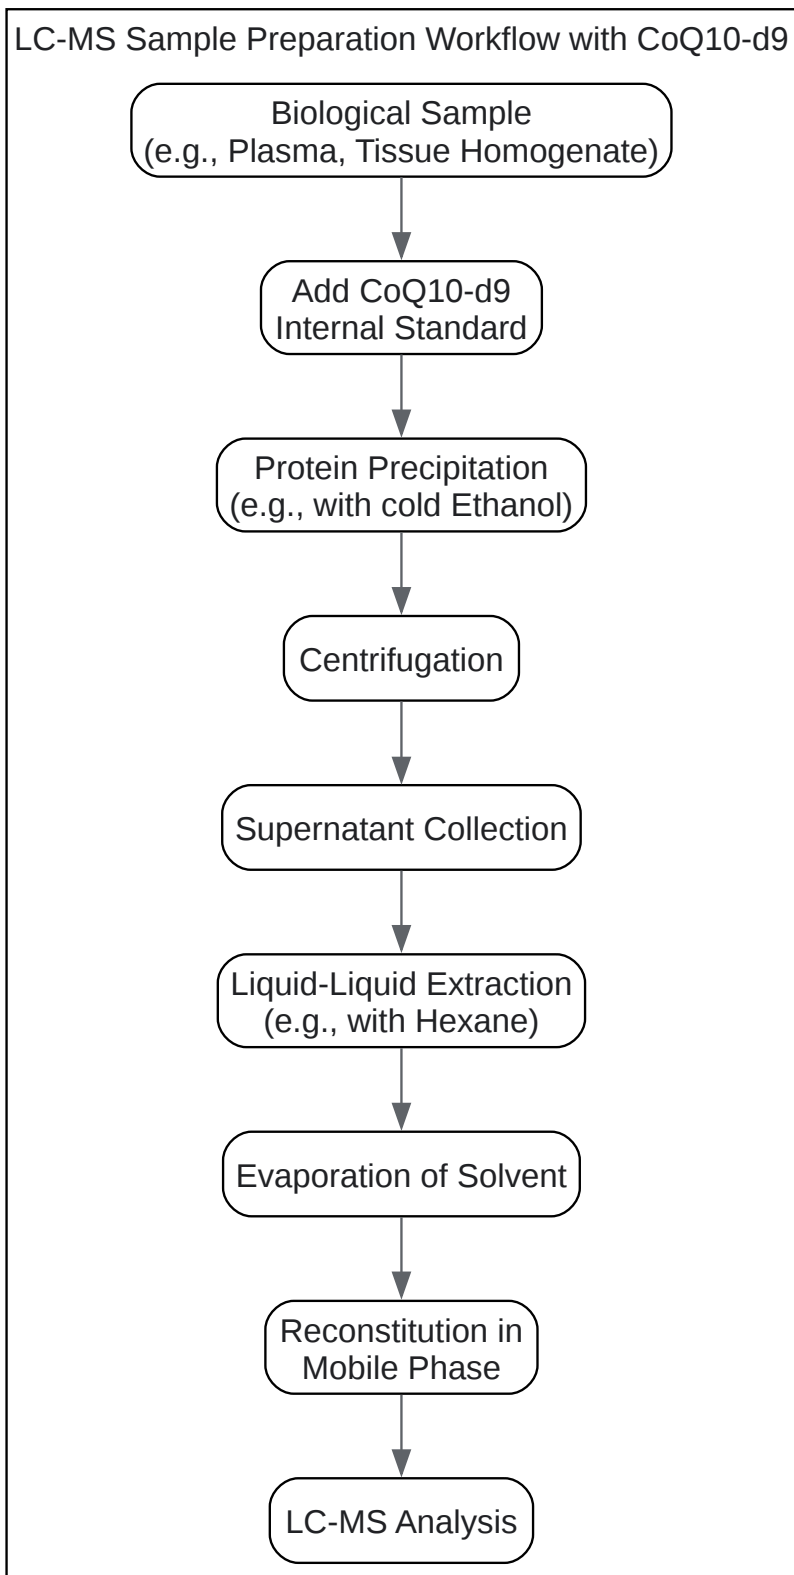 LC-MS Sample Preparation Workflow with CoQ10-d9
Biological Sample
(e.g., Plasma, Tissue Homogenate)
Add CoQ10-d9
Internal Standard
Protein Precipitation
(e.g., with cold Ethanol)
Centrifugation
Supernatant Collection
Liquid-Liquid Extraction
(e.g., with Hexane)
Evaporation of Solvent
Reconstitution in
Mobile Phase
LC-MS Analysis